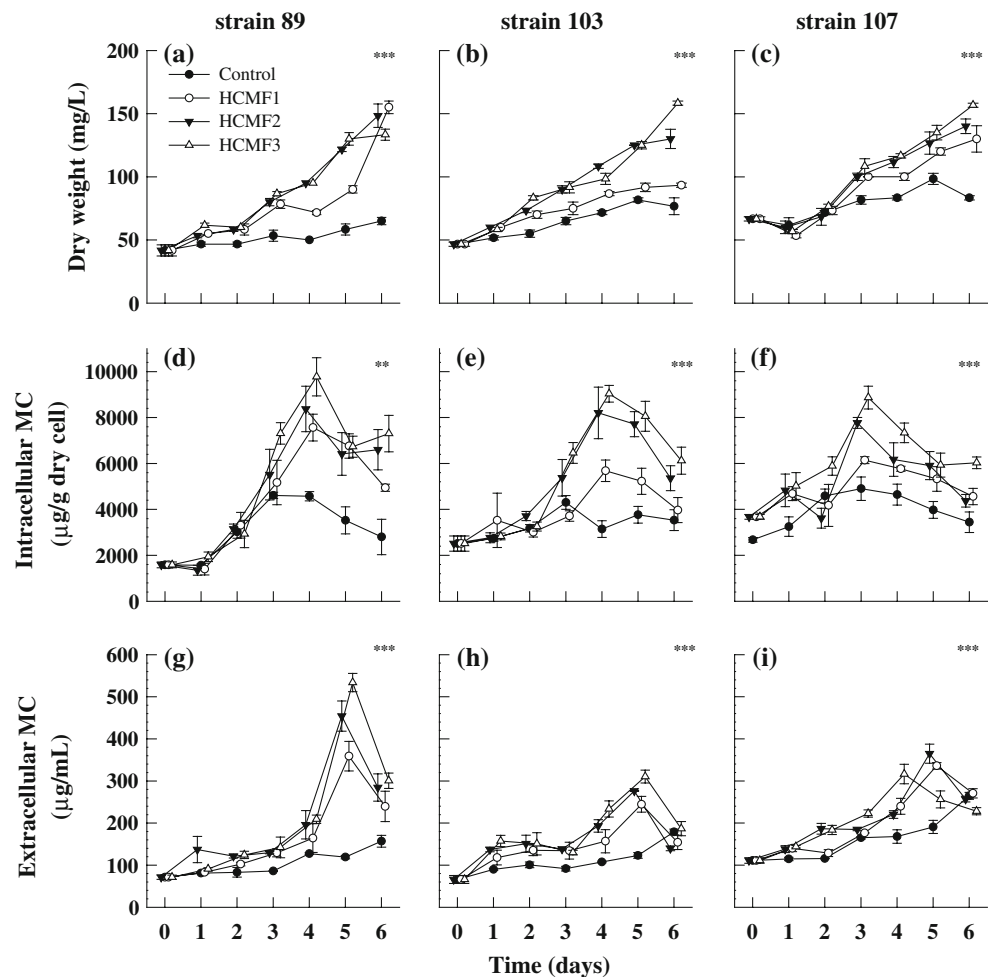 strain 89 strain 103 strain 107
(a) (b) (c)
*** *** ***
Control
HCMF1
HCMF2
HCMF3
Dry weight (mg/L)
200
150
100
50
0
(d) (e) (f)
** *** ***
Intracellular MC
(µg/g dry cell)
10000
8000
6000
4000
2000
0
(g) (h) (i)
*** *** ***
Extracellular MC
(µg/mL)
600
500
400
300
200
100
0
0 1 2 3 4 5 6 0 1 2 3 4 5 6 0 1 2 3 4 5 6
Time (days)